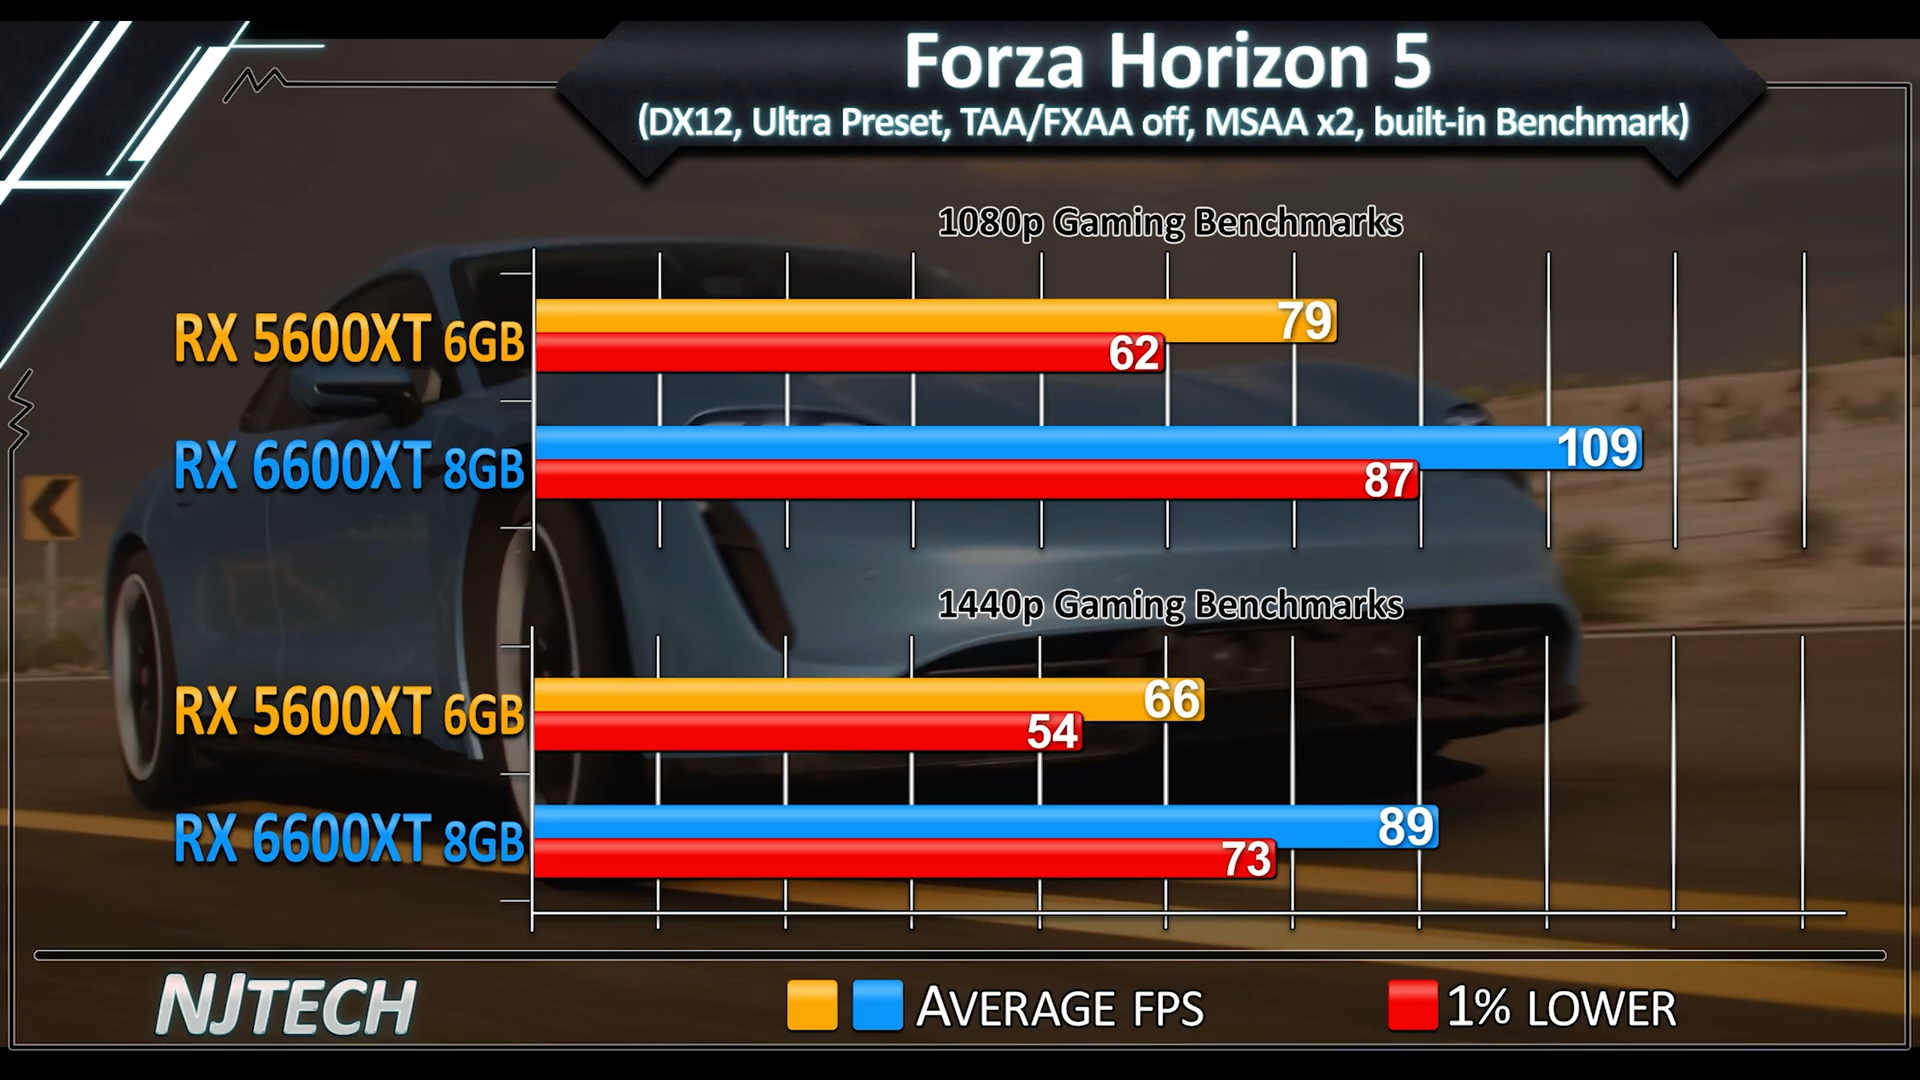 Forza Horizon 5
(DX12, Ultra Preset, TAA/FXAA off, MSAA x2, built-in Benchmark)
1080p Gaming Benchmarks
RX 5600XT 6GB
79
62
RX 6600XT 8GB
109
87
1440p Gaming Benchmarks
RX 5600XT 6GB
66
54
RX 6600XT 8GB
89
73
NJTECH
AVERAGE FPS
1% LOWER